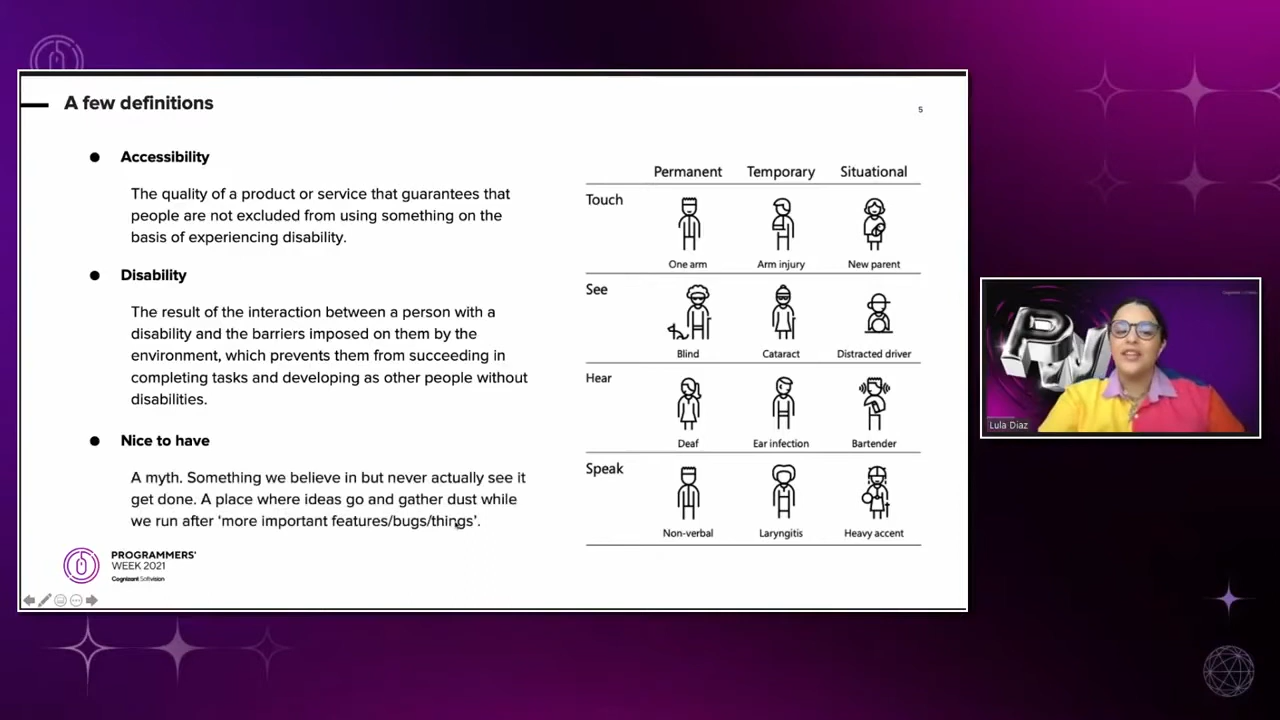 A few definitions
5
Accessibility
The quality of a product or service that guarantees that
people are not excluded from using something on the
basis of experiencing disability.
Disability
The result of the interaction between a person with a
disability and the barriers imposed on them by the
environment, which prevents them from succeeding in
completing tasks and developing as other people without
disabilities.
Nice to have
A myth. Something we believe in but never actually see it
get done. A place where ideas go and gather dust while
we run after ‘more important features/bugs/things’.
PROGRAMMERS'
WEEK 2021
Cognizant Softvision
Permanent Temporary Situational
Touch
One arm Arm injury New parent
See
Blind Cataract Distracted driver
Hear
Deaf Ear infection Bartender
Speak
Non-verbal Laryngitis Heavy accent
PW
Lula Diaz